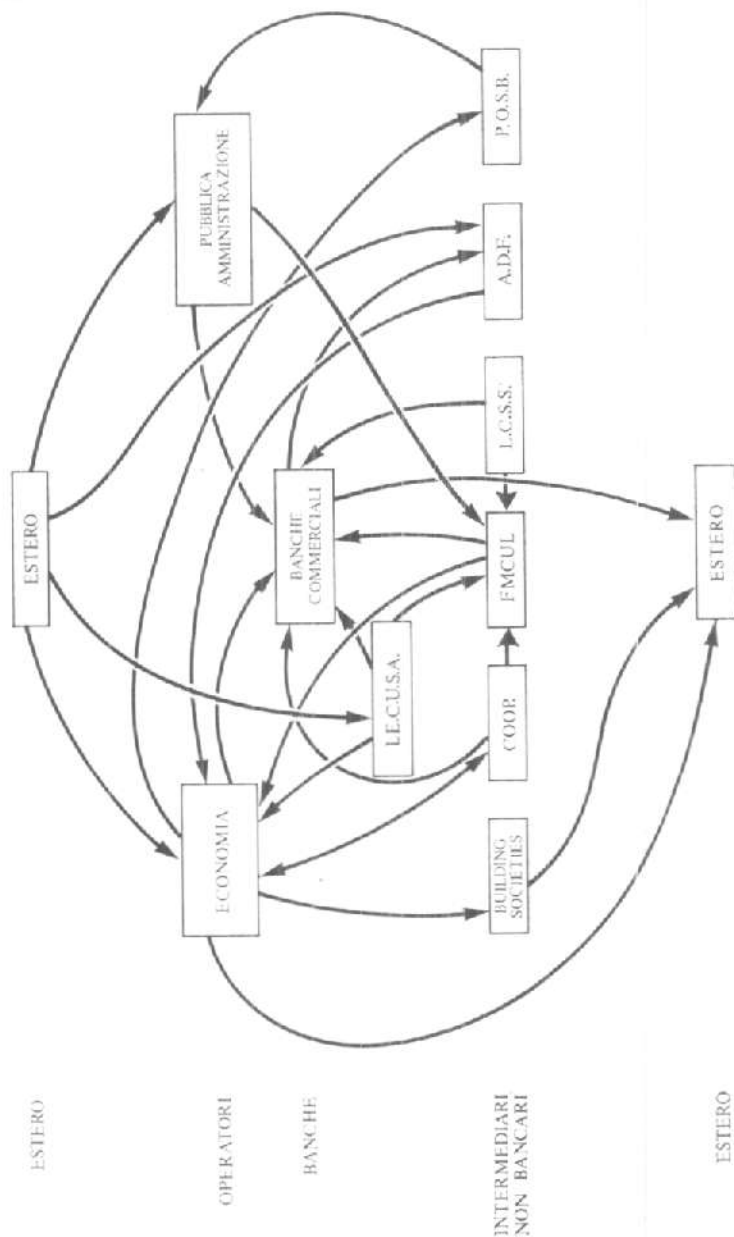 ESTERO
OPERATORI
BANCHE
INTERMEDIARI
NON BANCARI
ESTERO
ESTERO
ECONOMIA
PUBBLICA
AMMINISTRAZIONE
BANCHE
COMMERCIALI
I.E.C.U.S.A.
BUILDING
SOCIETIES
COOP.
FMCUL
L.C.S.S.
A.D.F.
P.O.S.B.
ESTERO